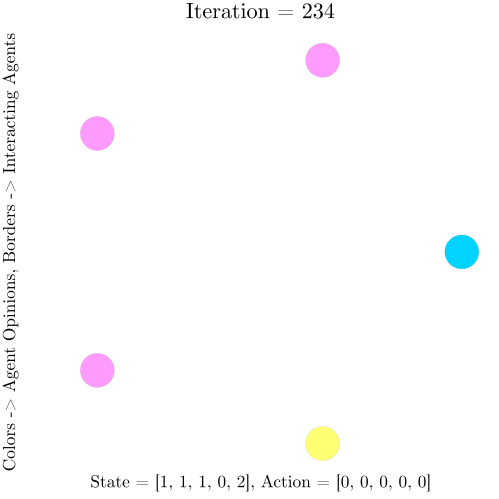 Iteration = 234
Colors -> Agent Opinions, Borders -> Interacting Agents
State = [1, 1, 1, 0, 2], Action = [0, 0, 0, 0, 0]